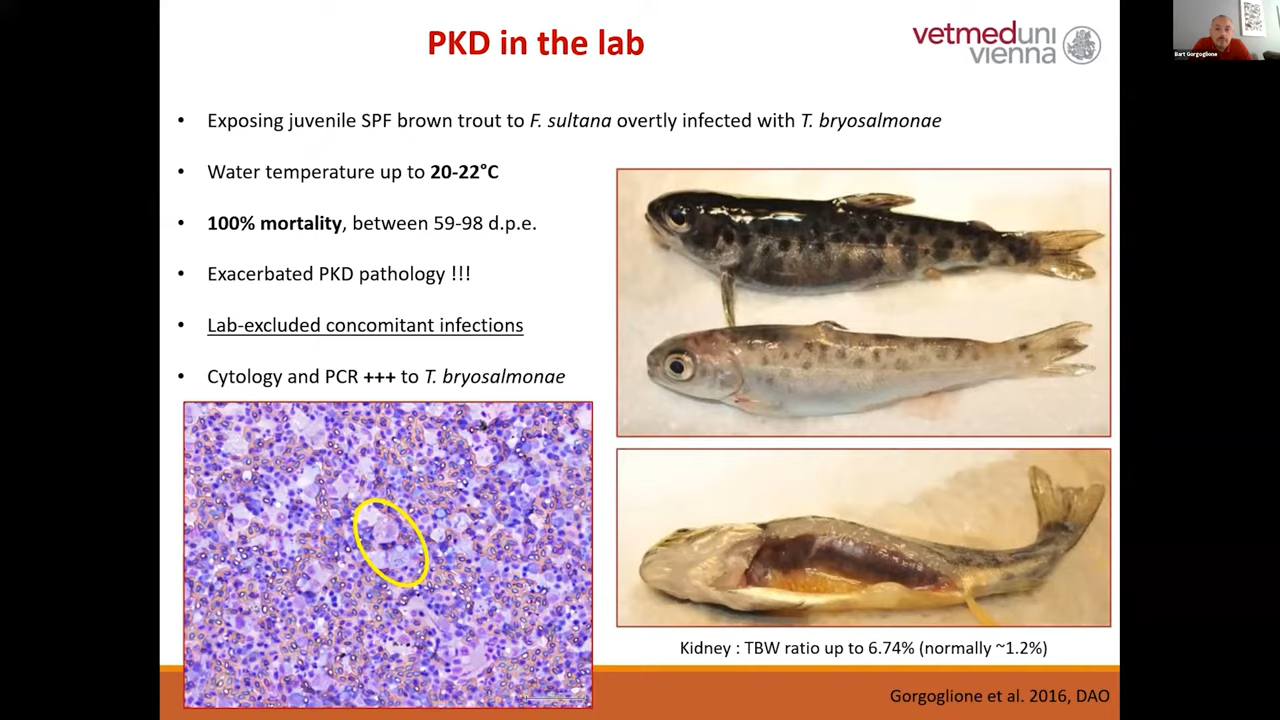 PKD in the lab
vetmeduni
vienna
Bart Gorgoglione
• Exposing juvenile SPF brown trout to F. sultana overtly infected with T. bryosalmonae
• Water temperature up to 20-22°C
• 100% mortality, between 59-98 d.p.e.
• Exacerbated PKD pathology !!!
• Lab-excluded concomitant infections
• Cytology and PCR +++ to T. bryosalmonae
Kidney : TBW ratio up to 6.74% (normally ~1.2%)
Gorgoglione et al. 2016, DAO